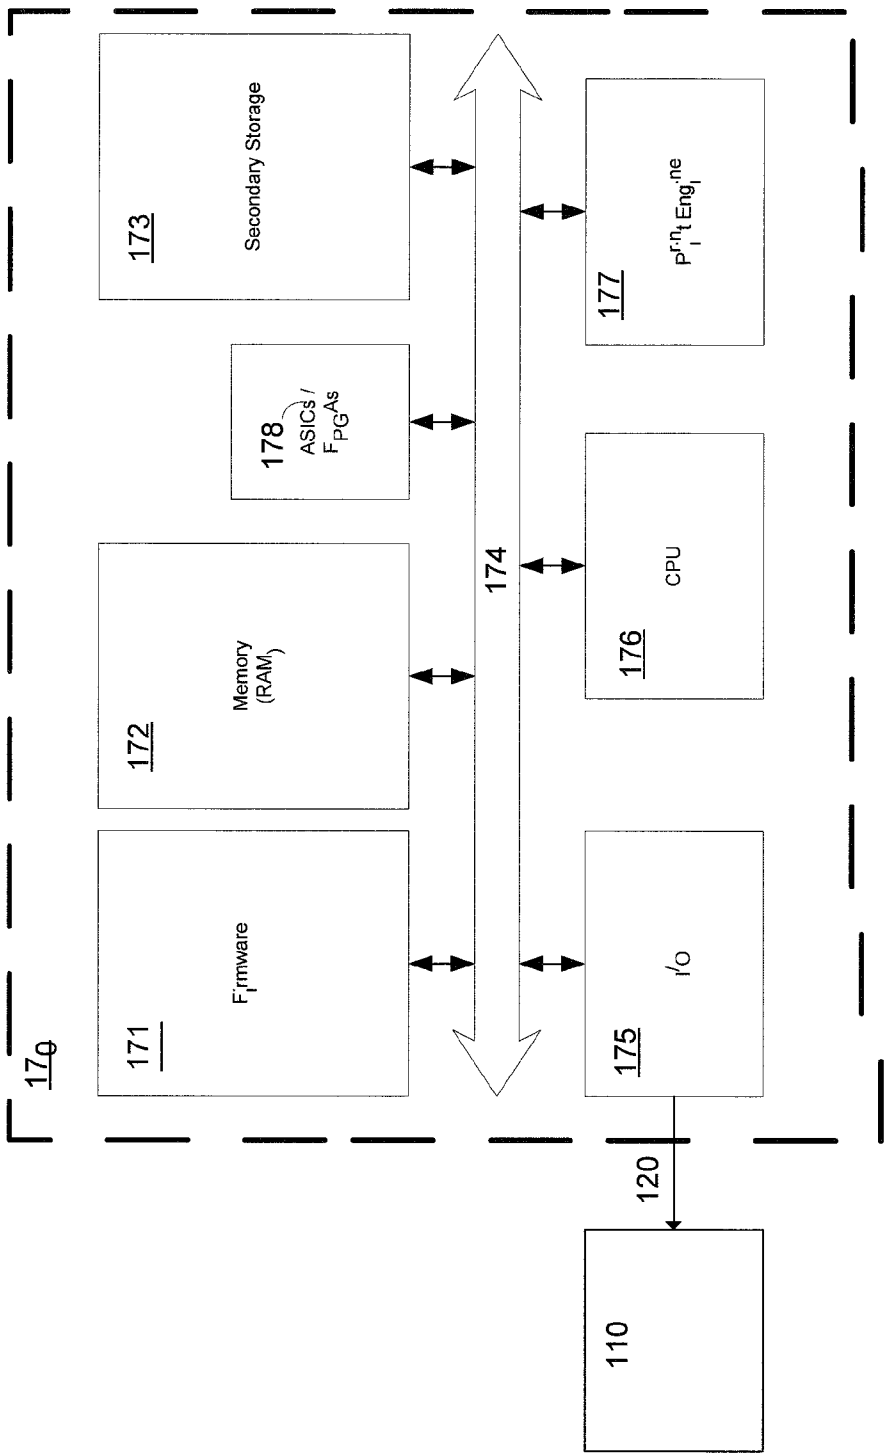 170
171
Firmware
172
Memory
(RAM)
178
ASICs /
FPGAs
173
Secondary Storage
174
120
110
175
I/O
176
CPU
177
Print Engine